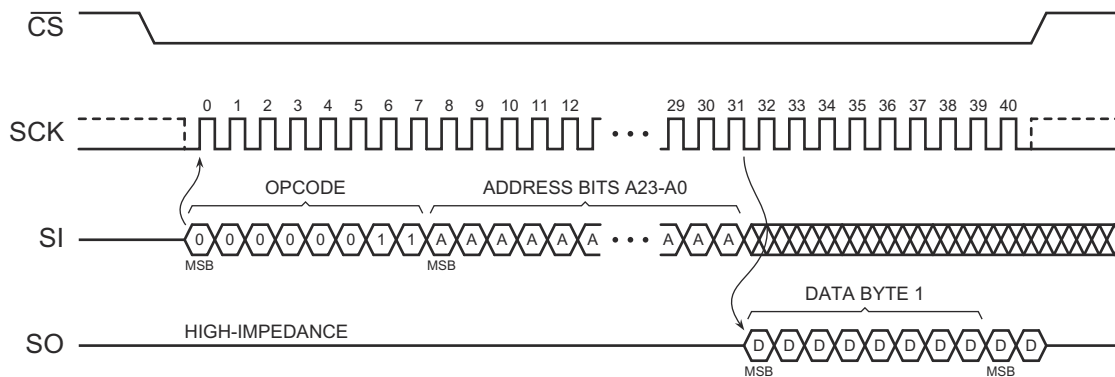 CS
0 1 2 3 4 5 6 7 8 9 10 11 12 29 30 31 32 33 34 35 36 37 38 39 40
SCK
OPCODE ADDRESS BITS A23-A0
SI 0 0 0 0 0 0 1 1 A A A A A A A A A
MSB MSB
DATA BYTE 1
SO HIGH-IMPEDANCE D D D D D D D D D D
MSB MSB